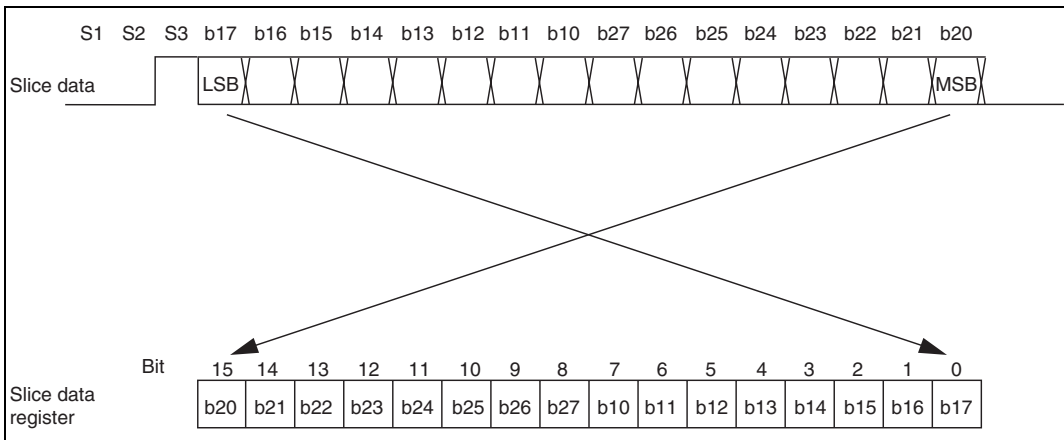 S1 S2 S3 b17 b16 b15 b14 b13 b12 b11 b10 b27 b26 b25 b24 b23 b22 b21 b20
Slice data LSB MSB
Bit 15 14 13 12 11 10 9 8 7 6 5 4 3 2 1 0
Slice data
register
b20 b21 b22 b23 b24 b25 b26 b27 b10 b11 b12 b13 b14 b15 b16 b17